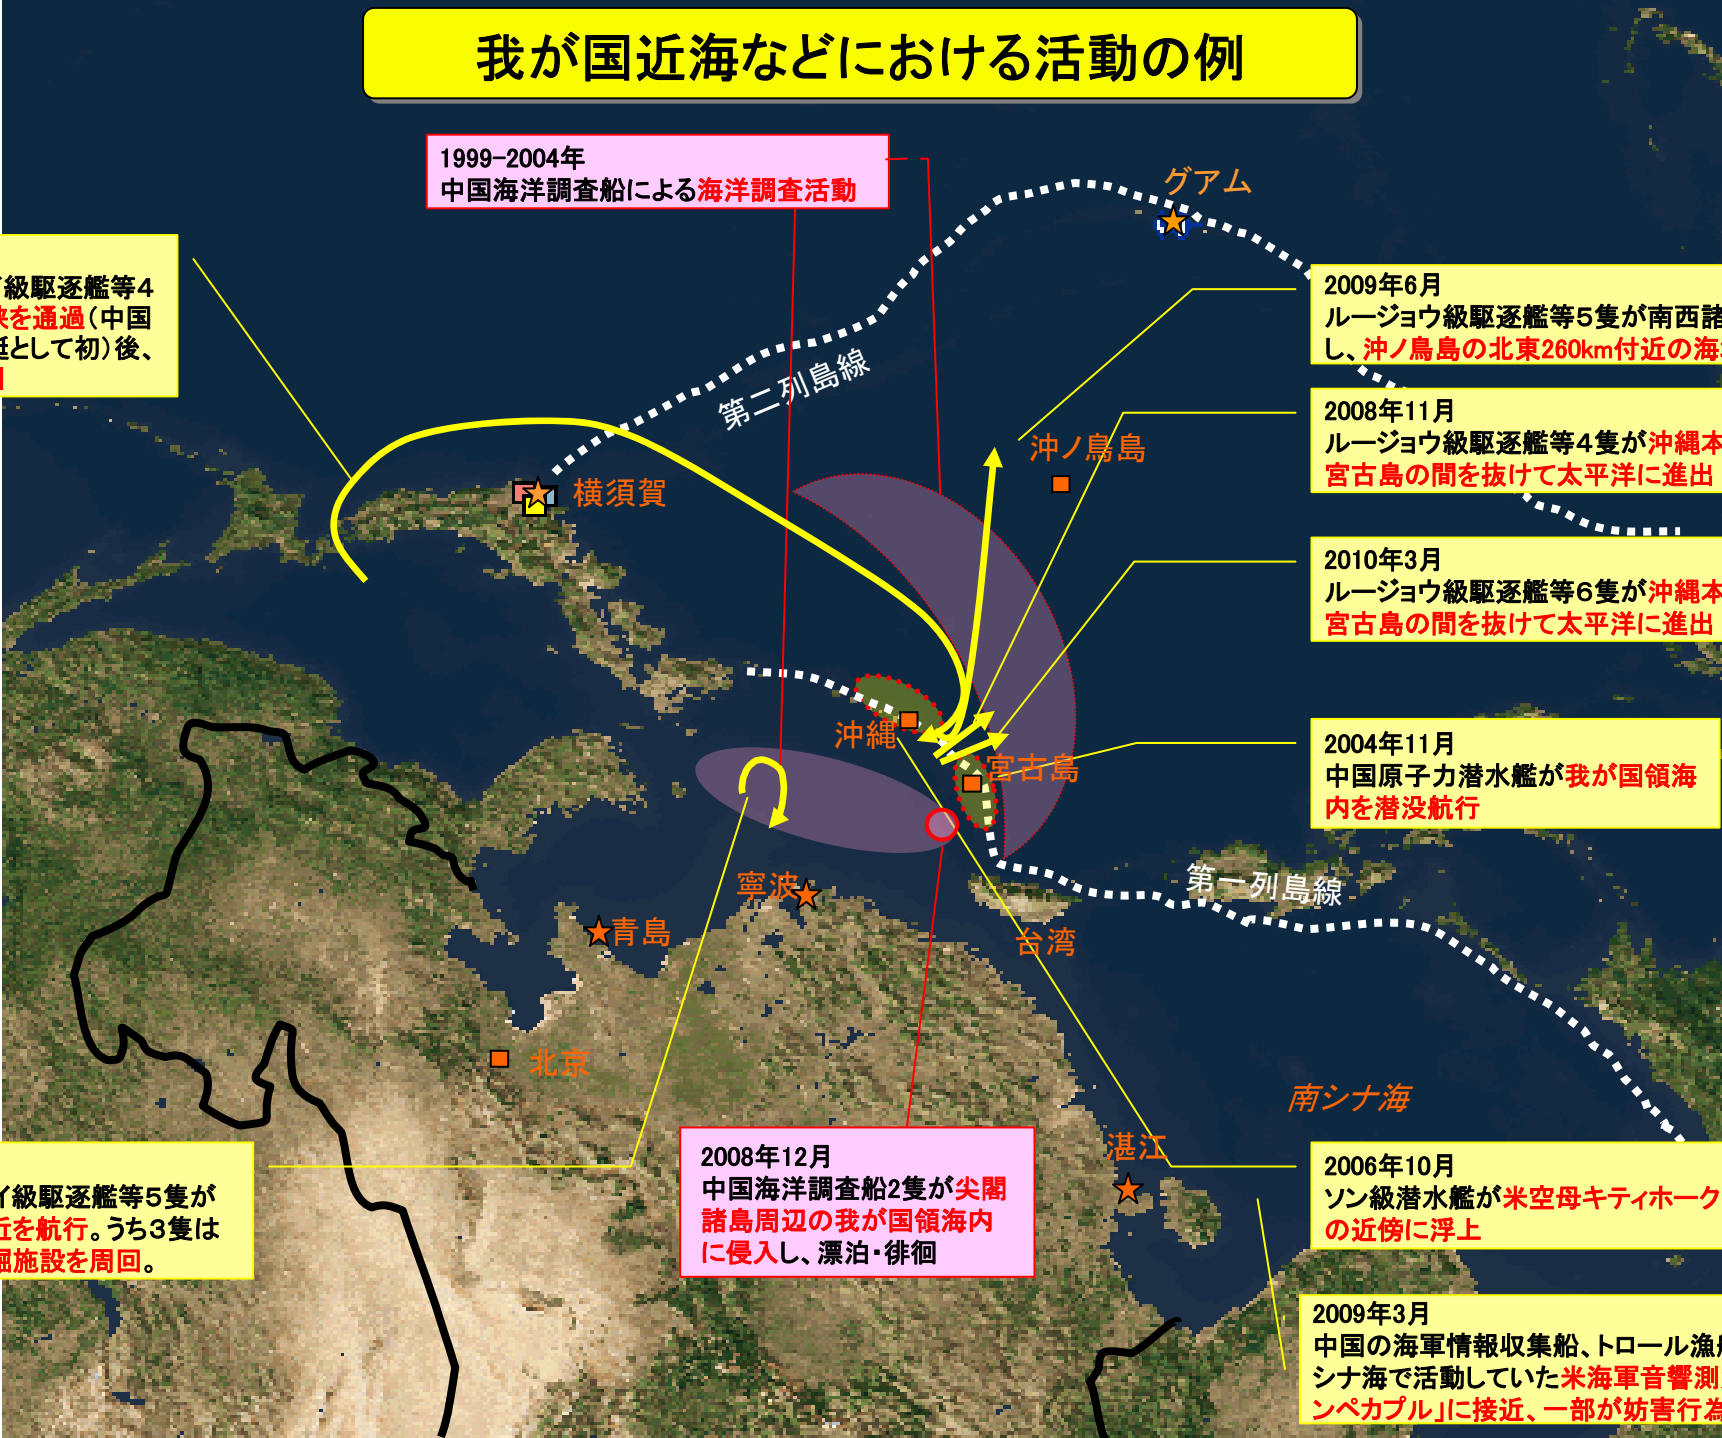 我が国近海などにおける活動の例
1999-2004年
中国海洋調査船による海洋調査活動
グアム
級駆逐艦等4
を通過（中国
として初）後、
2009年6月
ルージョウ級駆逐艦等5隻が南西諸
し、沖ノ鳥島の北東260km付近の海
第二列島線
2008年11月
ルージョウ級駆逐艦等4隻が沖縄本
宮古島の間を抜けて太平洋に進出
沖ノ鳥島
横須賀
2010年3月
ルージョウ級駆逐艦等6隻が沖縄本
宮古島の間を抜けて太平洋に進出
沖縄
宮古島
2004年11月
中国原子力潜水艦が我が国領海
内を潜没航行
第一列島線
寧波
青島
台湾
北京
南シナ海
湛江
イ級駆逐艦等5隻が
近を航行。うち3隻は
掘施設を周回。
2008年12月
中国海洋調査船2隻が尖閣
諸島周辺の我が国領海内
に侵入し、漂泊・徘徊
2006年10月
ソン級潜水艦が米空母キティホーク
の近傍に浮上
2009年3月
中国の海軍情報収集船、トロール漁船
シナ海で活動していた米海軍音響測
ンペカブル」に接近、一部が妨害行為